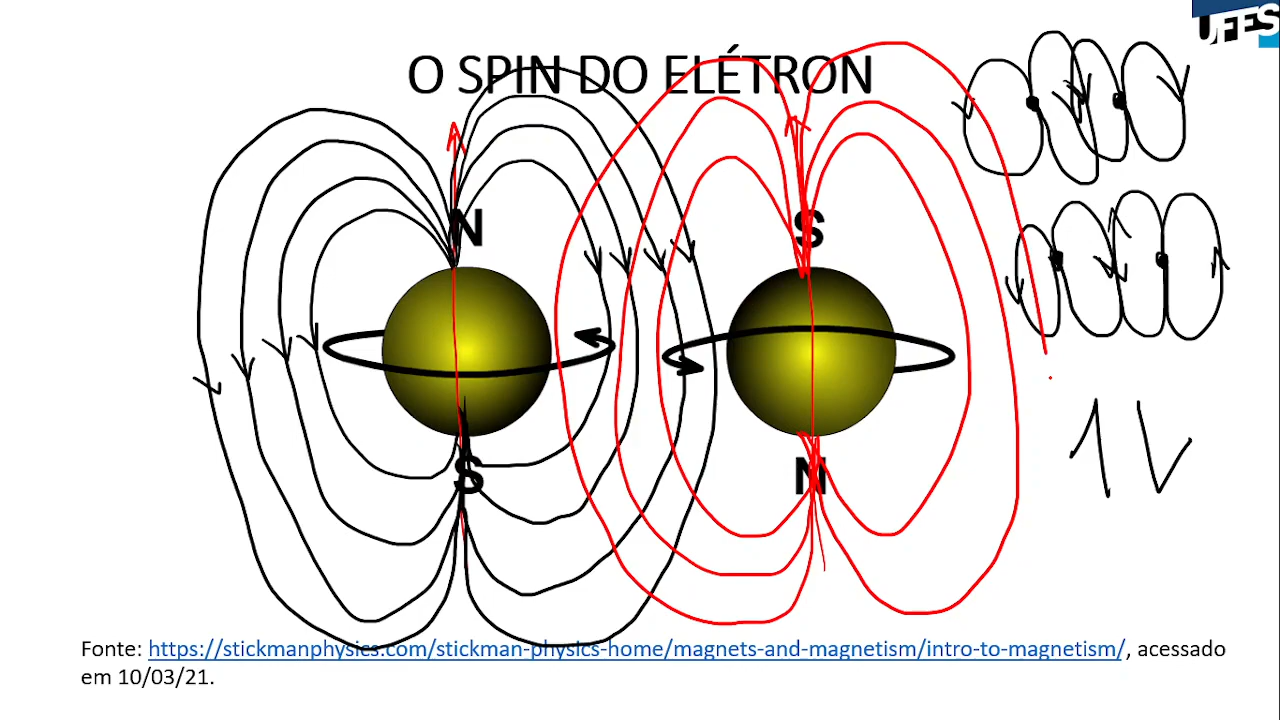 UFES
O SPIN DO ELÉTRON
N
S
S
N
Fonte: https://stickmanphysics.com/stickman-physics-home/magnets-and-magnetism/intro-to-magnetism/, acessado
em 10/03/21.